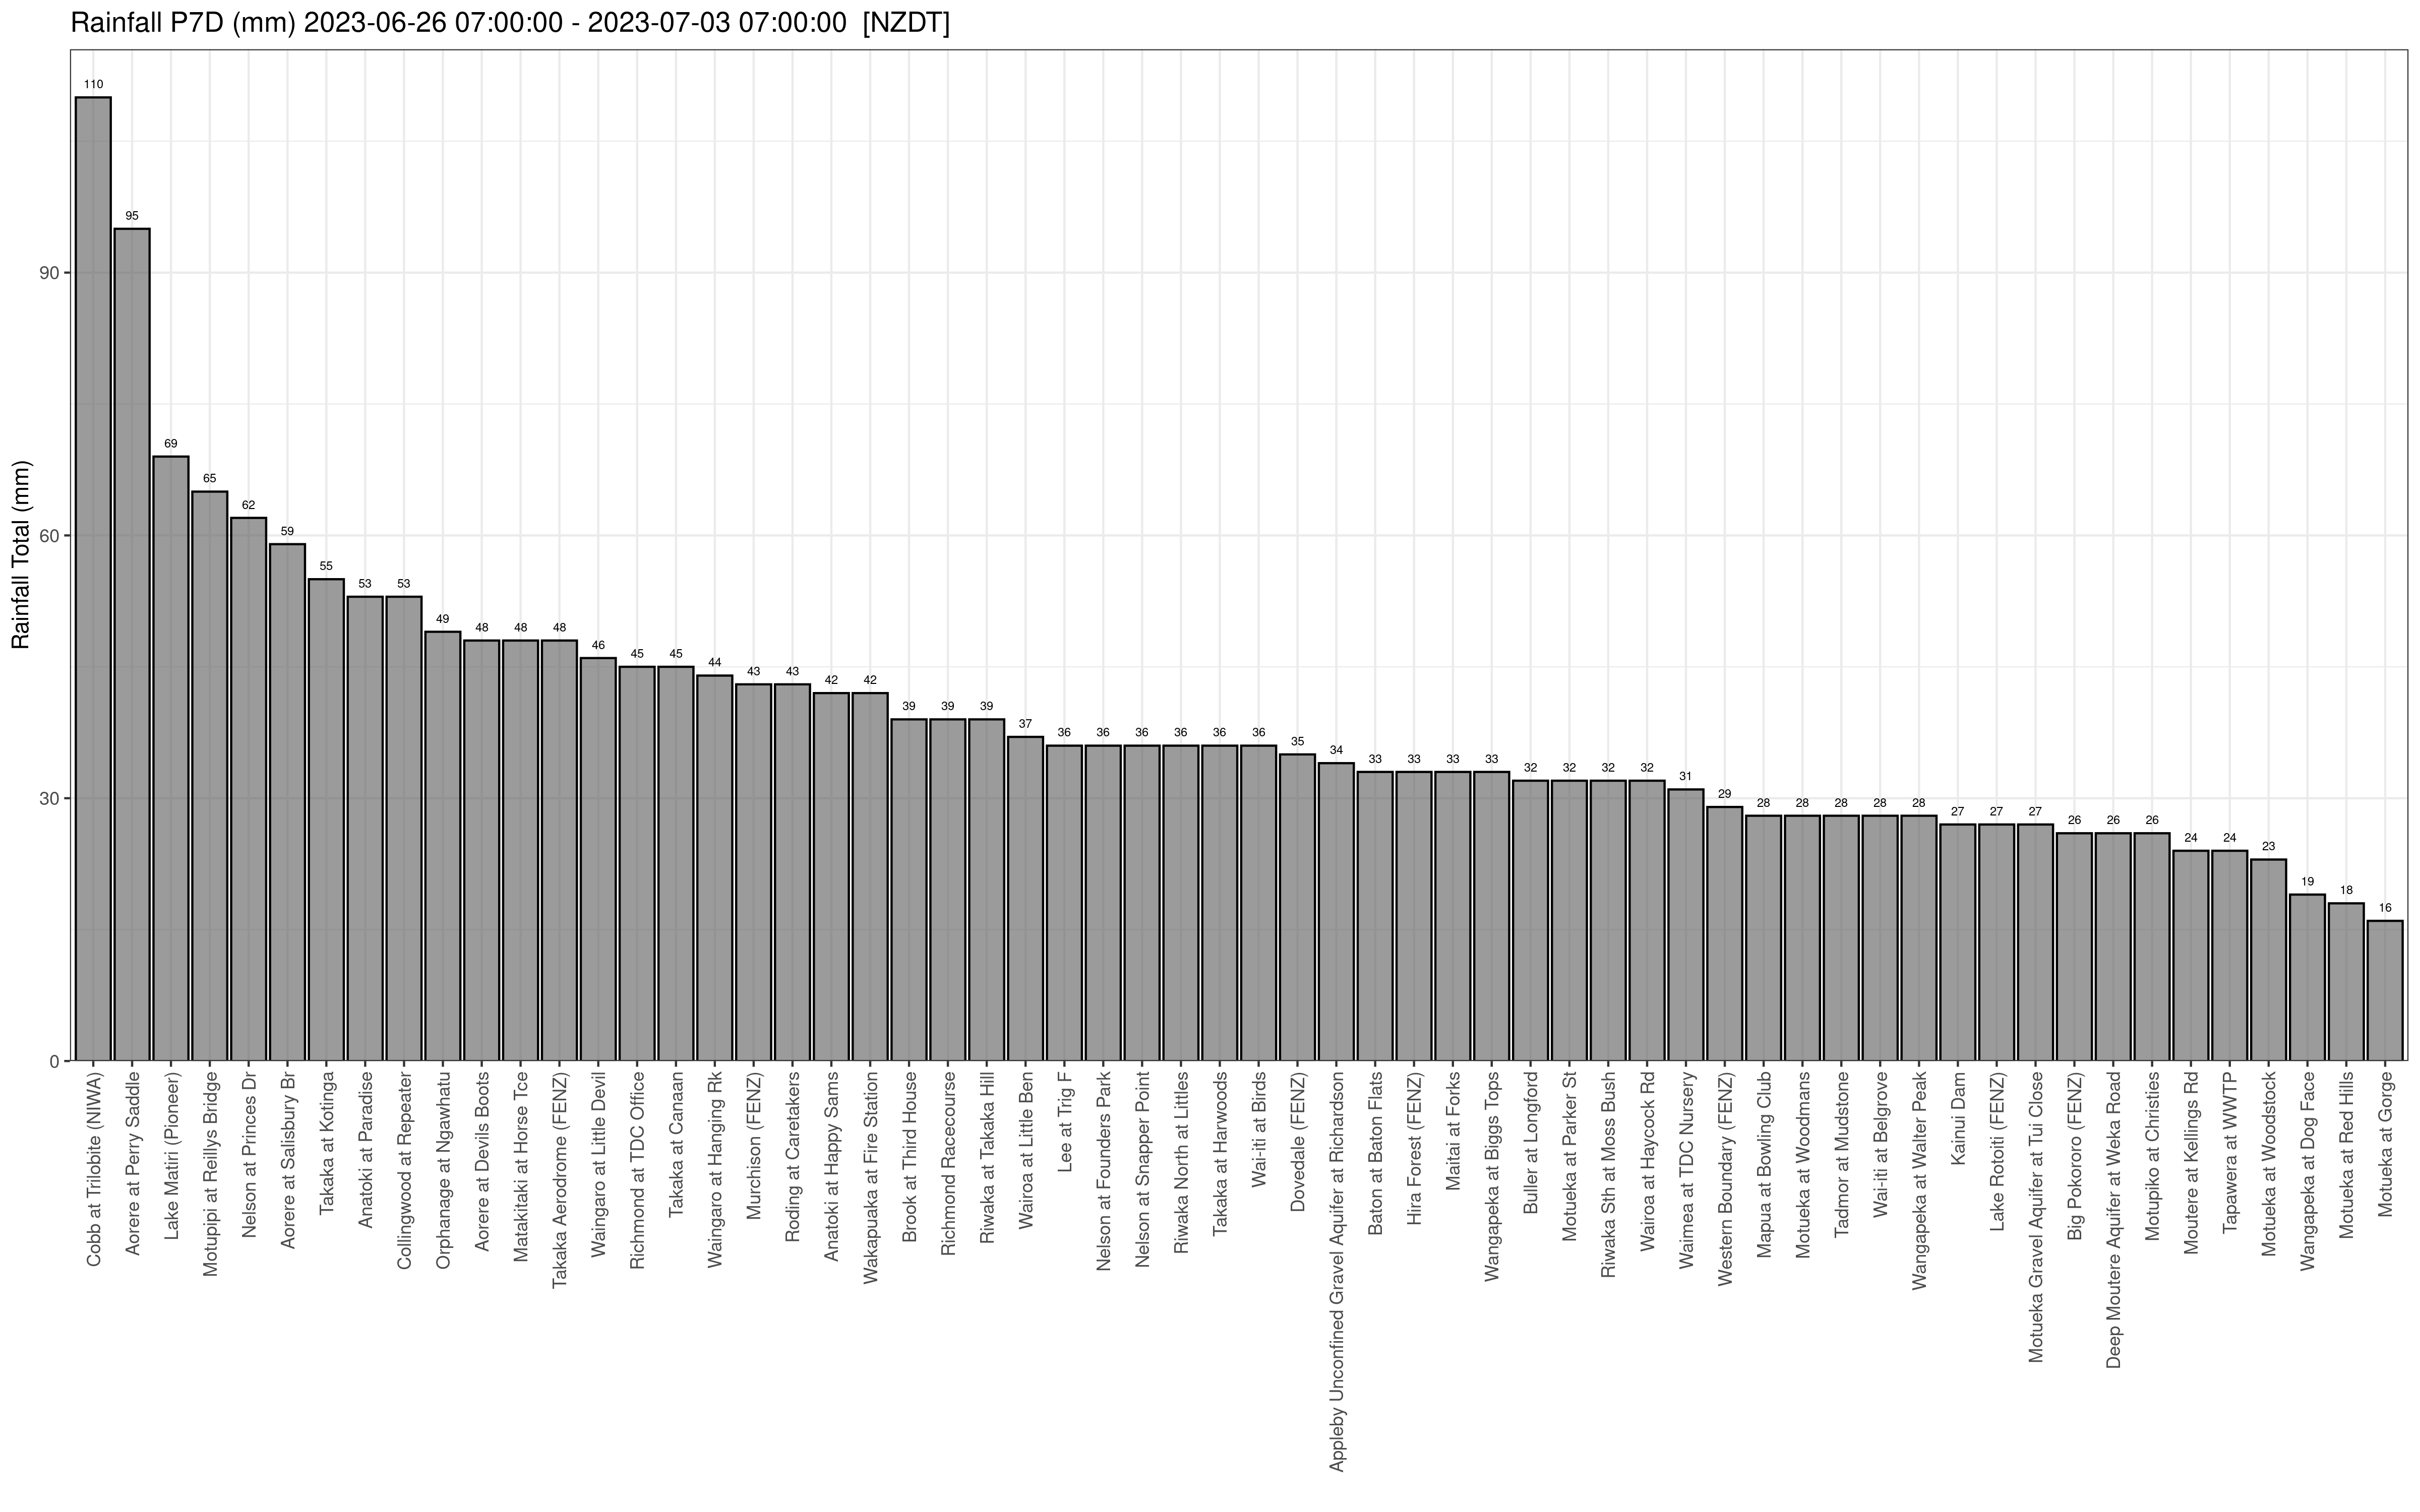 Rainfall P7D (mm) 2023-06-26 07:00:00 - 2023-07-03 07:00:00 [NZDT]
Rainfall Total (mm)
90
60
30
0
110
95
69
65
62
59
55
53
53
49
48
48
48
46
45
45
44
43
43
42
42
39
39
39
37
36
36
36
36
36
36
35
34
33
33
33
33
32
32
32
32
31
29
28
28
28
28
28
27
27
27
26
26
26
24
24
23
19
18
16
Cobb at Trilobite (NIWA)
Aorere at Perry Saddle
Lake Matiri (Pioneer)
Motupipi at Reillys Bridge
Nelson at Princes Dr
Aorere at Salisbury Br
Takaka at Kotinga
Anatoki at Paradise
Collingwood at Repeater
Orphanage at Ngawhatu
Aorere at Devils Boots
Matakitaki at Horse Tce
Takaka Aerodrome (FENZ)
Waingaro at Little Devil
Richmond at TDC Office
Takaka at Canaan
Waingaro at Hanging Rk
Murchison (FENZ)
Roding at Caretakers
Anatoki at Happy Sams
Wakapuaka at Fire Station
Brook at Third House
Richmond Racecourse
Riwaka at Takaka Hill
Wairoa at Little Ben
Lee at Trig F
Nelson at Founders Park
Nelson at Snapper Point
Riwaka North at Littles
Takaka at Harwoods
Wai-iti at Birds
Dovedale (FENZ)
Appleby Unconfined Gravel Aquifer at Richardson
Baton at Baton Flats
Hira Forest (FENZ)
Maitai at Forks
Wangapeka at Biggs Tops
Buller at Longford
Motueka at Parker St
Riwaka Sth at Moss Bush
Wairoa at Haycock Rd
Waimea at TDC Nursery
Western Boundary (FENZ)
Mapua at Bowling Club
Motueka at Woodmans
Tadmor at Mudstone
Wai-iti at Belgrove
Wangapeka at Walter Peak
Kainui Dam
Lake Rotoiti (FENZ)
Motueka Gravel Aquifer at Tui Close
Big Pokororo (FENZ)
Deep Moutere Aquifer at Weka Road
Motupiko at Christies
Moutere at Kellings Rd
Tapawera at WWTP
Motueka at Woodstock
Wangapeka at Dog Face
Motueka at Red Hills
Motueka at Gorge